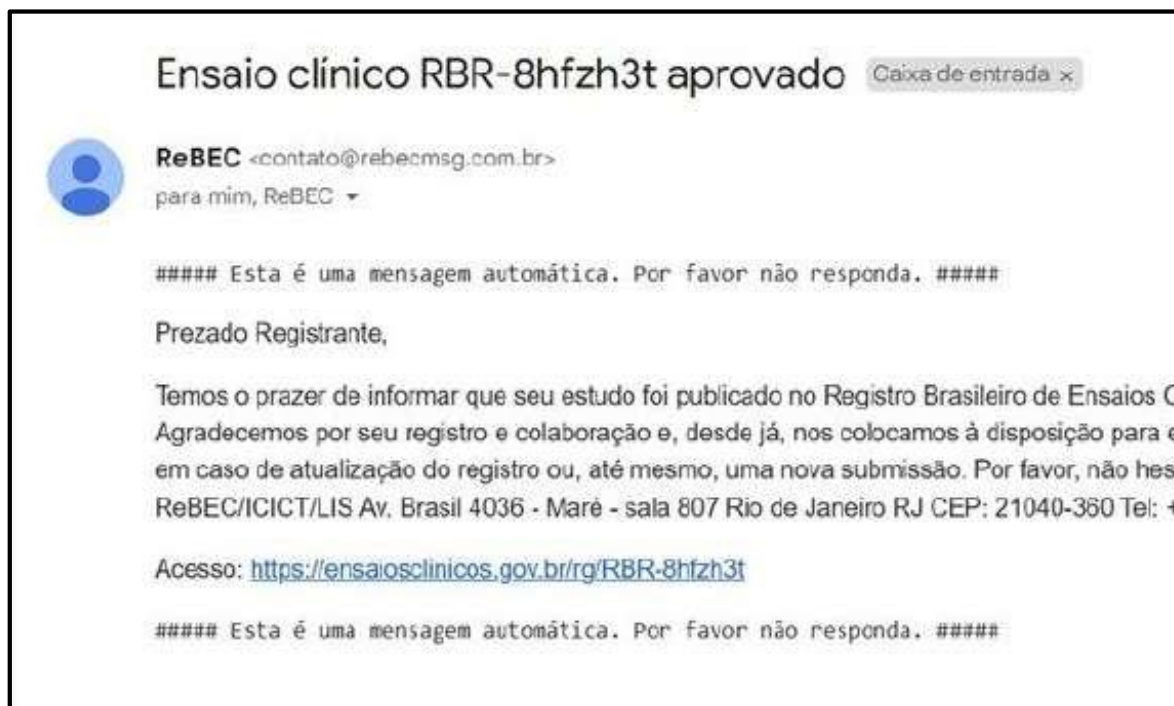 Ensaio clínico RBR-8hfzh3t aprovado Caixa de entrada ×
ReBEC <contato@rebecmsg.com.br>
para mim, ReBEC
##### Esta é uma mensagem automática. Por favor não responda. #####
Prezado Registrante,
Temos o prazer de informar que seu estudo foi publicado no Registro Brasileiro de Ensaios C
Agradecemos por seu registro e colaboração e, desde já, nos colocamos à disposição para e
em caso de atualização do registro ou, até mesmo, uma nova submissão. Por favor, não hes
ReBEC/ICICT/LIS Av. Brasil 4036 - Maré - sala 807 Rio de Janeiro RJ CEP: 21040-360 Tel: +
Acesso: https://ensaiosclinicos.gov.br/rg/RBR-8hfzh3t
##### Esta é uma mensagem automática. Por favor não responda. #####